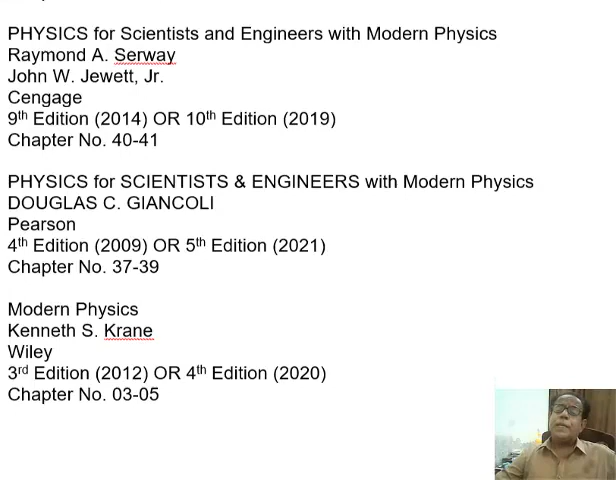 PHYSICS for Scientists and Engineers with Modern Physics
Raymond A. Serway
John W. Jewett, Jr.
Cengage
9th Edition (2014) OR 10th Edition (2019)
Chapter No. 40-41
PHYSICS for SCIENTISTS & ENGINEERS with Modern Physics
DOUGLAS C. GIANCOLI
Pearson
4th Edition (2009) OR 5th Edition (2021)
Chapter No. 37-39
Modern Physics
Kenneth S. Krane
Wiley
3rd Edition (2012) OR 4th Edition (2020)
Chapter No. 03-05